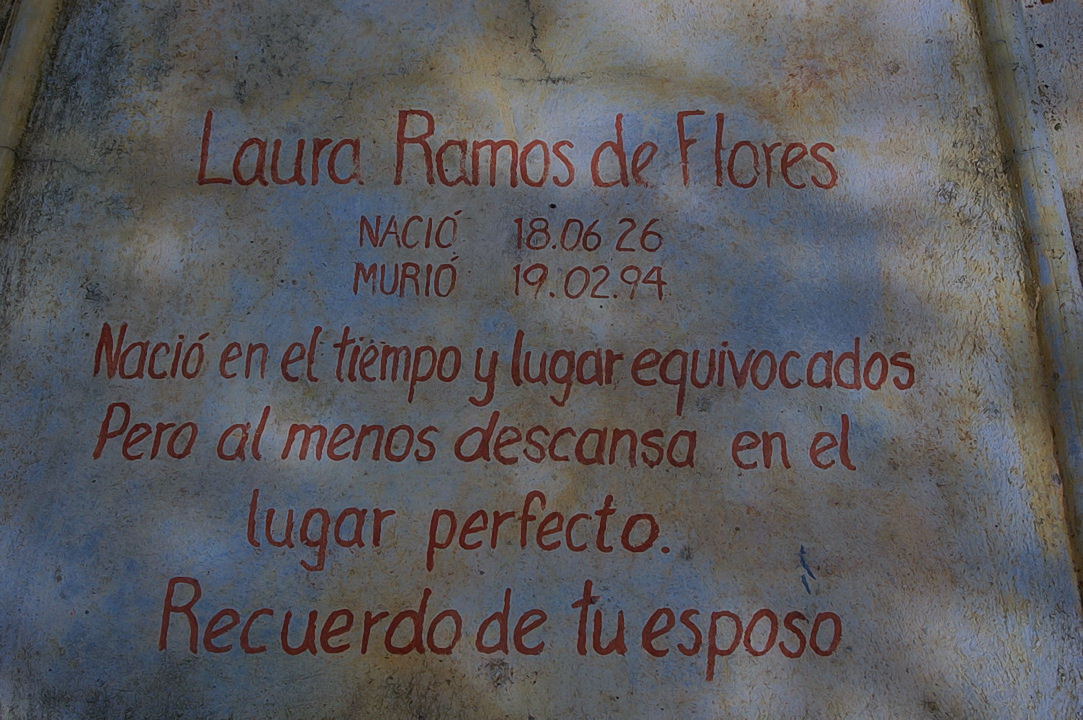 Laura Ramos de Flores
NACIÓ 18.06 26
MURIÓ 19.02.94
Nació en el tiempo y lugar equivocados
Pero al menos descansa en el
lugar perfecto.
Recuerdo de tu esposo